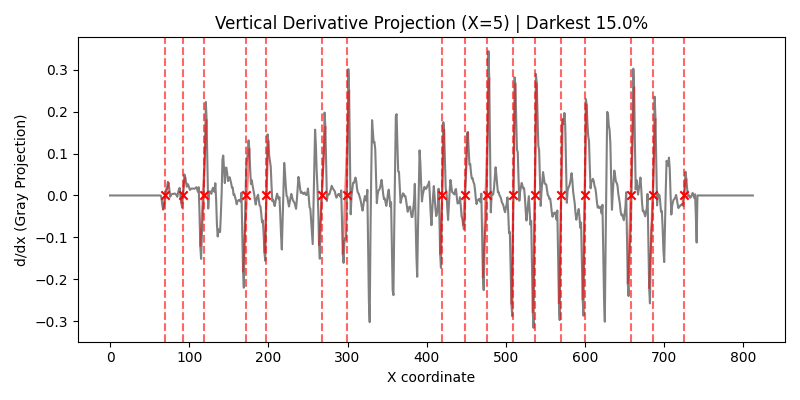 Vertical Derivative Projection (X=5) | Darkest 15.0%
d/dx (Gray Projection)
0.3
0.2
0.1
0.0
−0.1
−0.2
−0.3
0 100 200 300 400 500 600 700 800
X coordinate